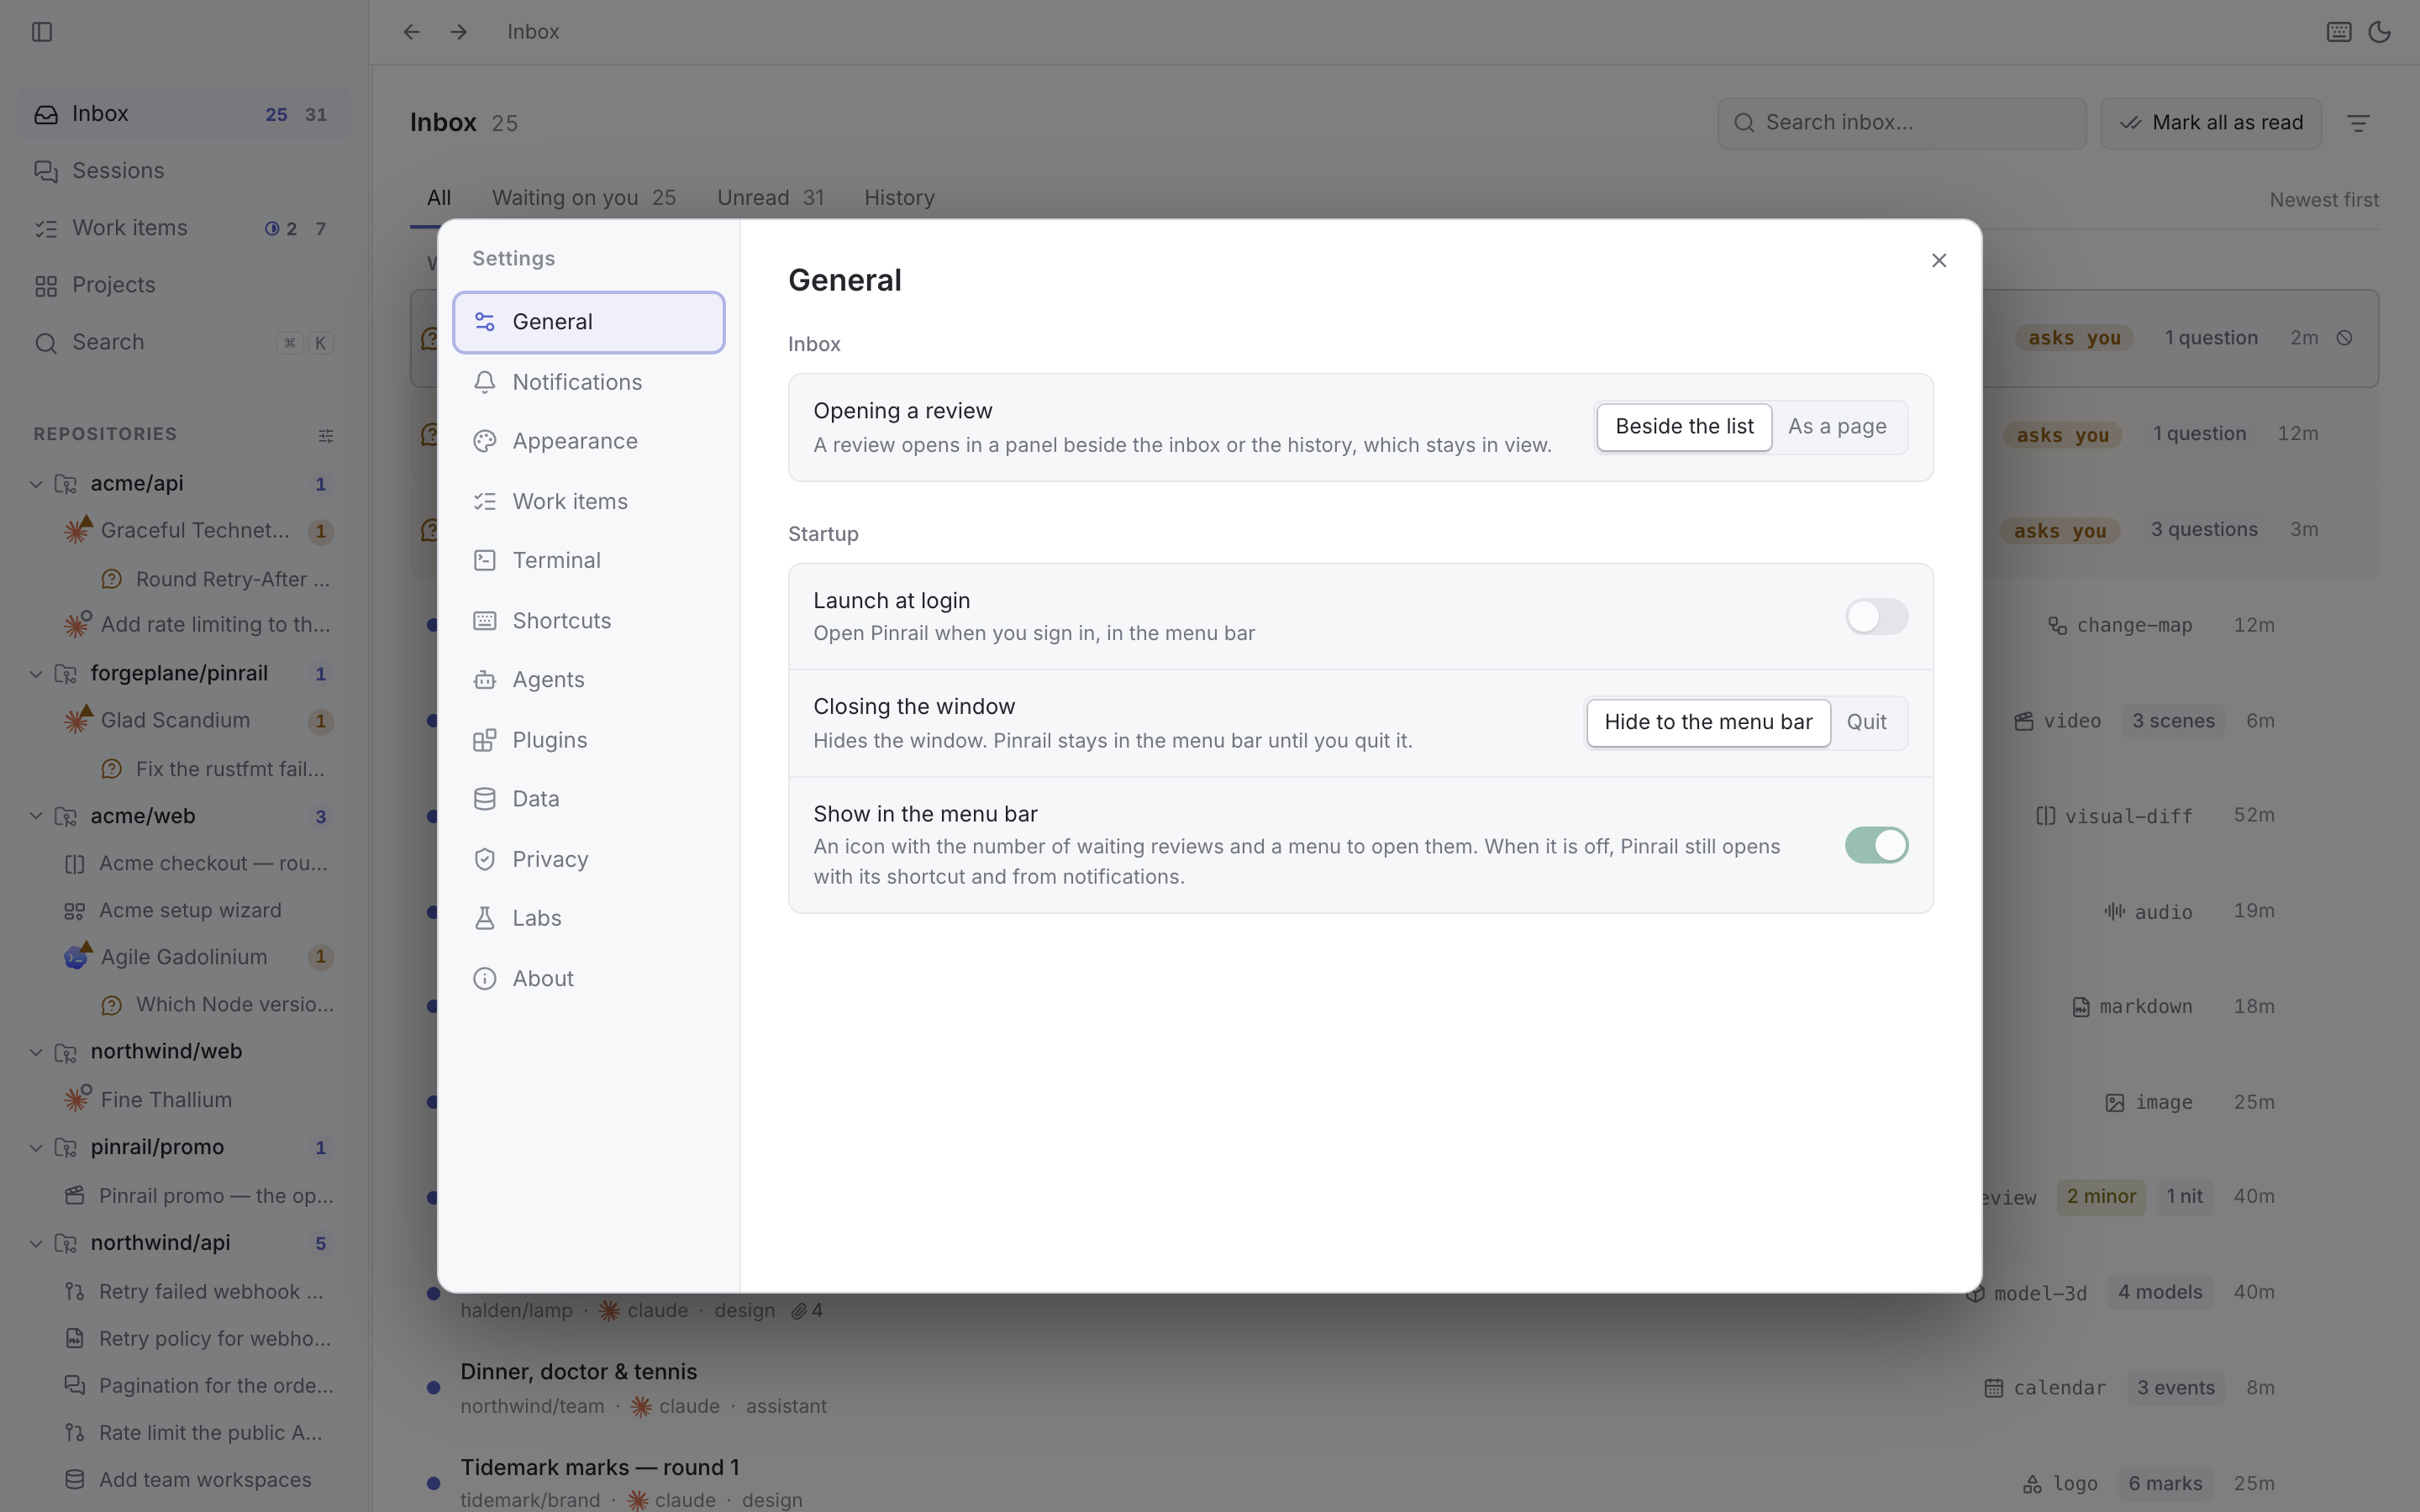 Inbox 25 31
Sessions
Work items 2 7
Projects
Search ⌘ K
REPOSITORIES
acme/api 1
Graceful Technet... 1
Round Retry-After ...
Add rate limiting to th...
forgeplane/pinrail 1
Glad Scandium 1
Fix the rustfmt fail...
acme/web 3
Acme checkout — rou...
Acme setup wizard
Agile Gadolinium 1
Which Node versio...
northwind/web
Fine Thallium
pinrail/promo 1
Pinrail promo — the op...
northwind/api 5
Retry failed webhook ...
Retry policy for webho...
Pagination for the orde...
Rate limit the public A...
Add team workspaces
Inbox
Inbox 25
Search inbox...
Mark all as read
All Waiting on you 25 Unread 31 History
Newest first
Settings
General
Notifications
Appearance
Work items
Terminal
Shortcuts
Agents
Plugins
Data
Privacy
Labs
About
General
Inbox
Opening a review
A review opens in a panel beside the inbox or the history, which stays in view.
Beside the list As a page
Startup
Launch at login
Open Pinrail when you sign in, in the menu bar
Closing the window
Hides the window. Pinrail stays in the menu bar until you quit it.
Hide to the menu bar Quit
Show in the menu bar
An icon with the number of waiting reviews and a menu to open them. When it is off, Pinrail still opens
with its shortcut and from notifications.
asks you 1 question 2m
asks you 1 question 12m
asks you 3 questions 3m
change-map 12m
video 3 scenes 6m
visual-diff 52m
audio 19m
markdown 18m
image 25m
2 minor 1 nit 40m
model-3d 4 models 40m
halden/lamp · claude · design 4
Dinner, doctor & tennis
northwind/team · claude · assistant
calendar 3 events 8m
Tidemark marks — round 1
tidemark/brand · claude · design
logo 6 marks 25m